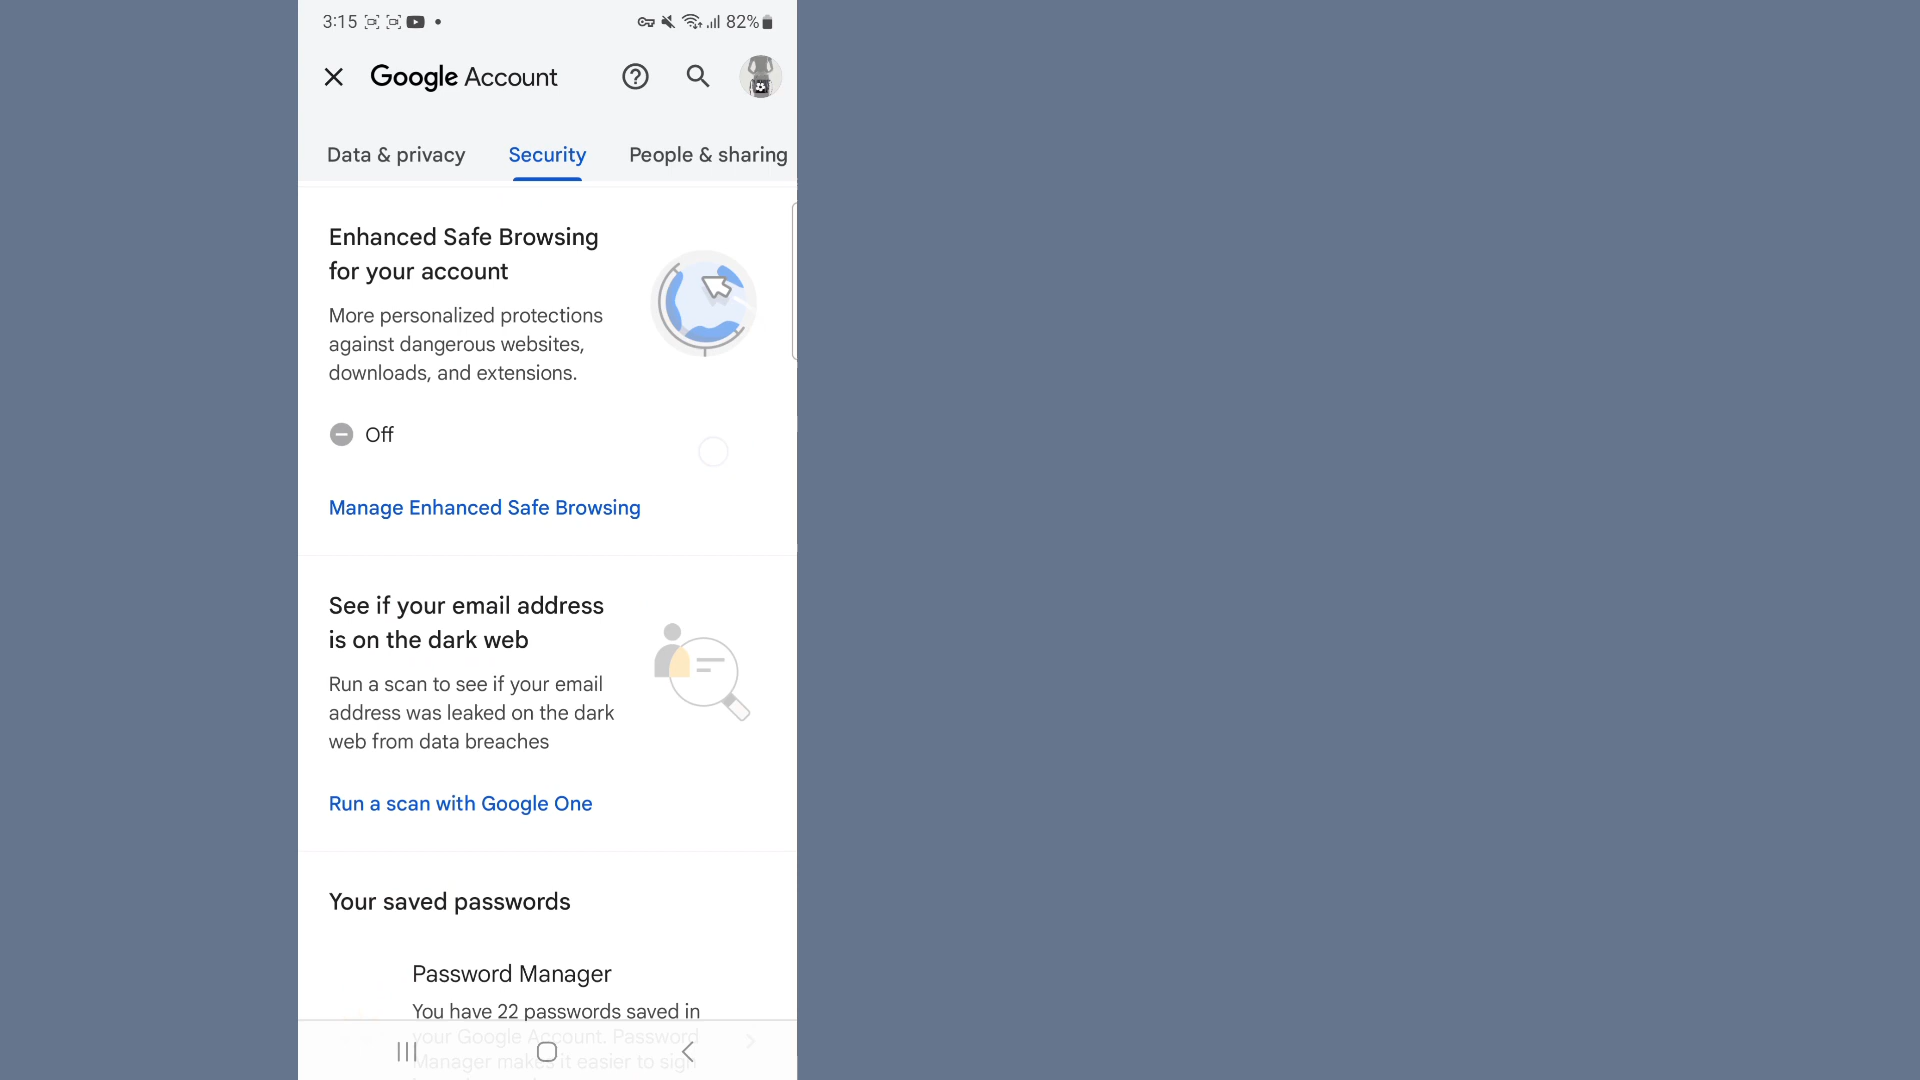 3:15
82%
Google Account
Data & privacy
Security
People & sharing
Enhanced Safe Browsing
for your account
More personalized protections
against dangerous websites,
downloads, and extensions.
Off
Manage Enhanced Safe Browsing
See if your email address
is on the dark web
Run a scan to see if your email
address was leaked on the dark
web from data breaches
Run a scan with Google One
Your saved passwords
Password Manager
You have 22 passwords saved in
your Google Account. Password
Manager makes it easier to sign